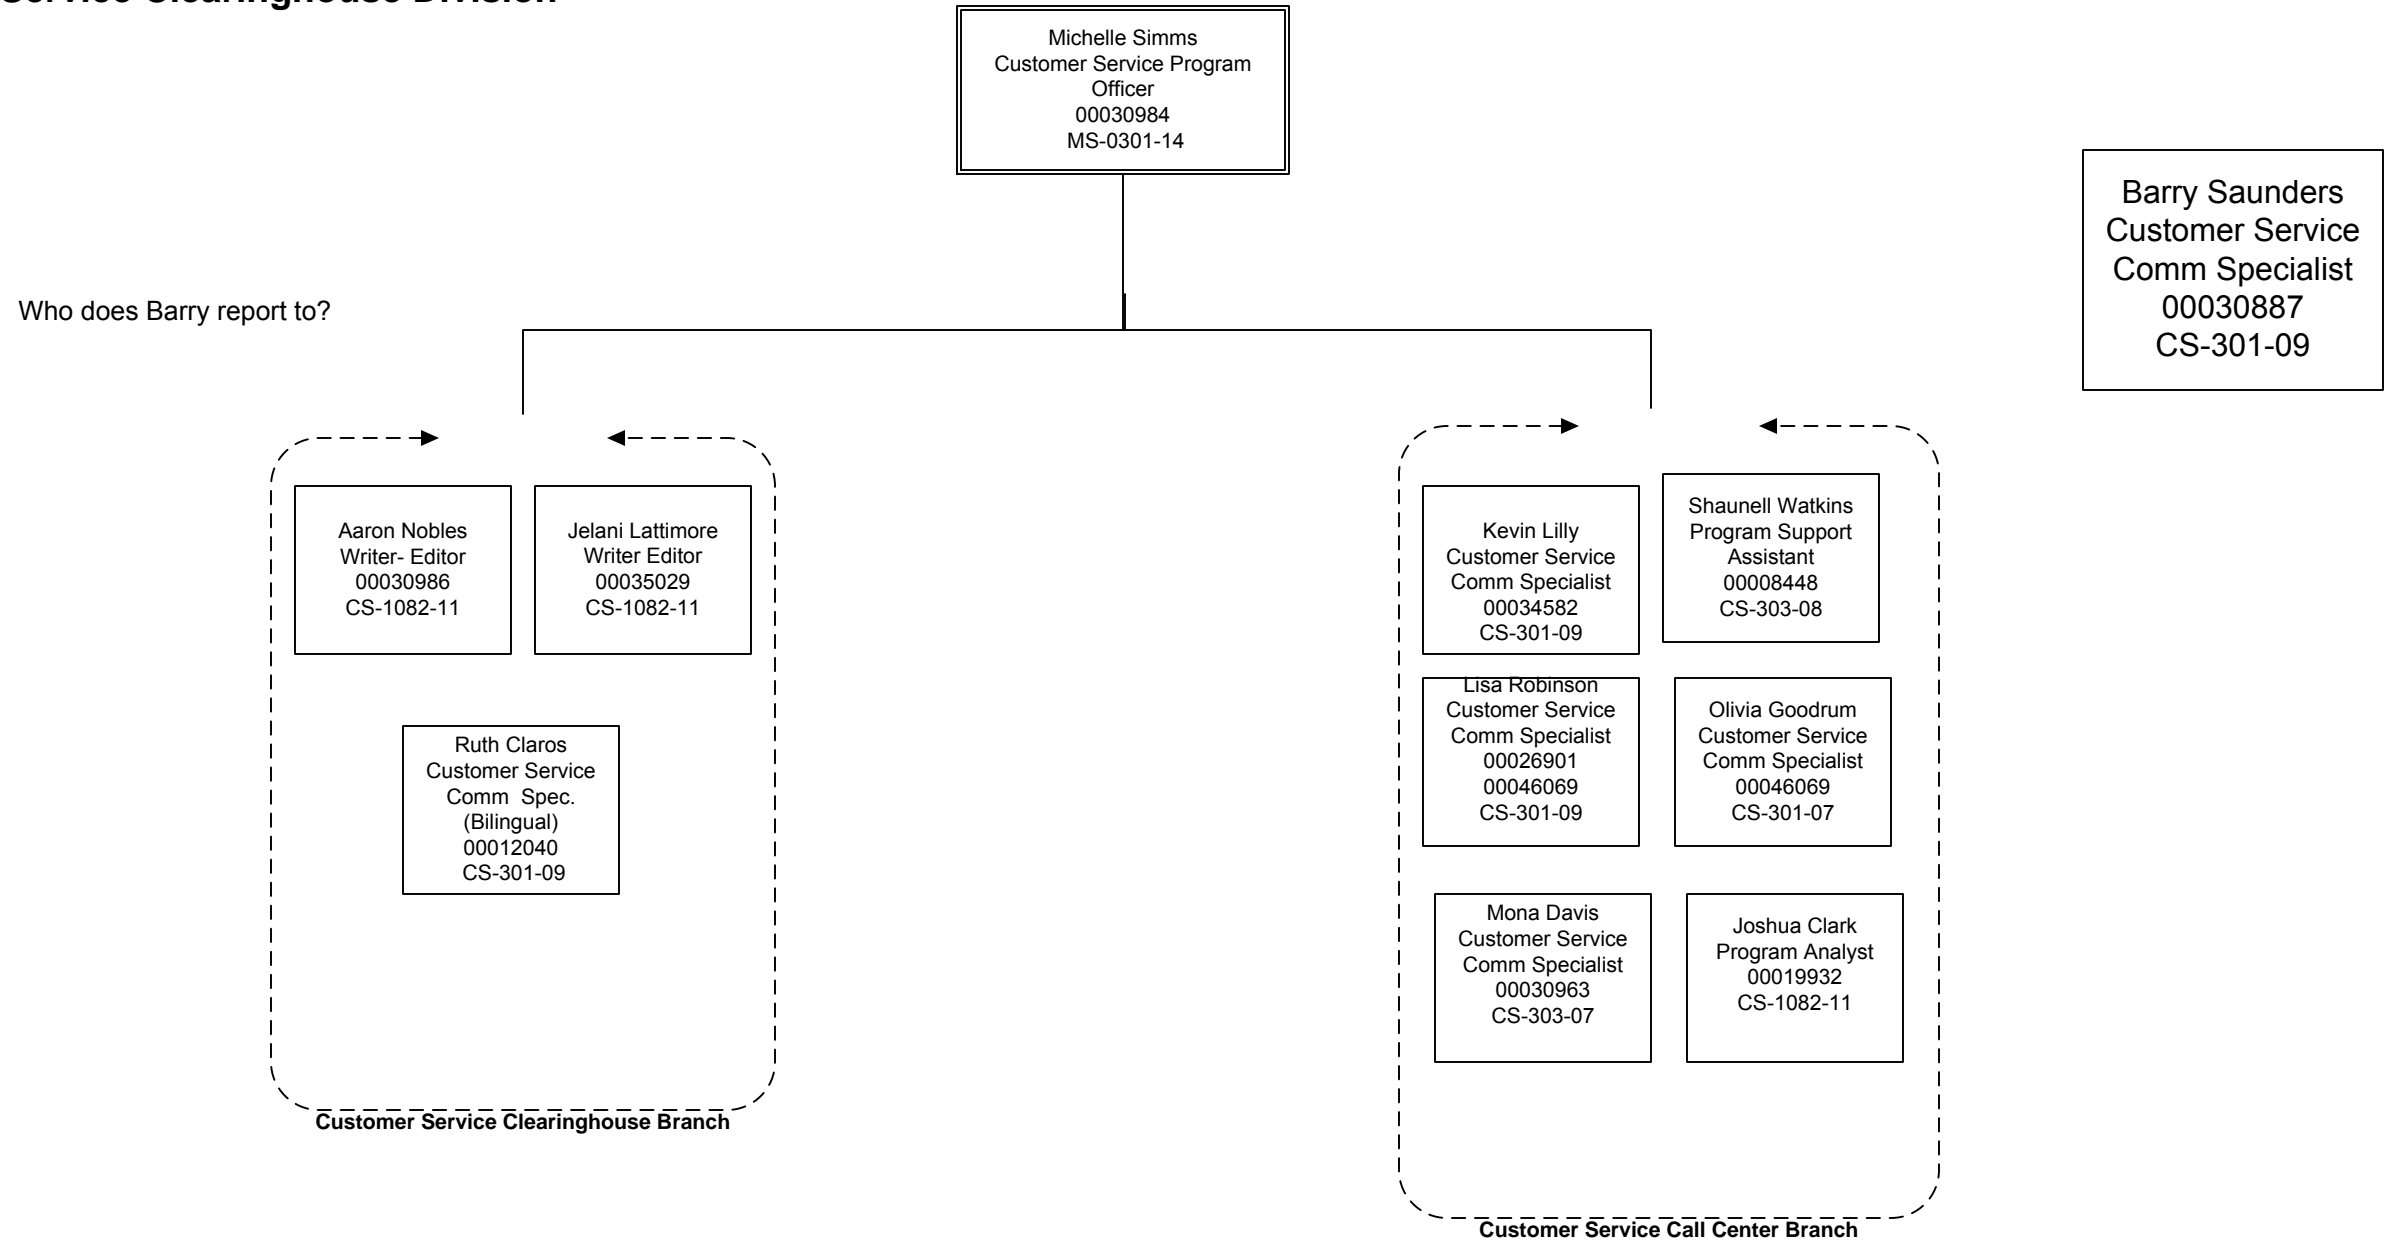 Service Clearinghouse Division
Michelle Simms
Customer Service Program
Officer
00030984
MS-0301-14
Barry Saunders
Customer Service
Comm Specialist
00030887
CS-301-09
Who does Barry report to?
Aaron Nobles
Writer- Editor
00030986
CS-1082-11
Jelani Lattimore
Writer Editor
00035029
CS-1082-11
Ruth Claros
Customer Service
Comm  Spec.
(Bilingual)
00012040
CS-301-09
Customer Service Clearinghouse Branch
Kevin Lilly
Customer Service
Comm Specialist
00034582
CS-301-09
Shaunell Watkins
Program Support
Assistant
00008448
CS-303-08
Lisa Robinson
Customer Service
Comm Specialist
00026901
00046069
CS-301-09
Olivia Goodrum
Customer Service
Comm Specialist
00046069
CS-301-07
Mona Davis
Customer Service
Comm Specialist
00030963
CS-303-07
Joshua Clark
Program Analyst
00019932
CS-1082-11
Customer Service Call Center Branch